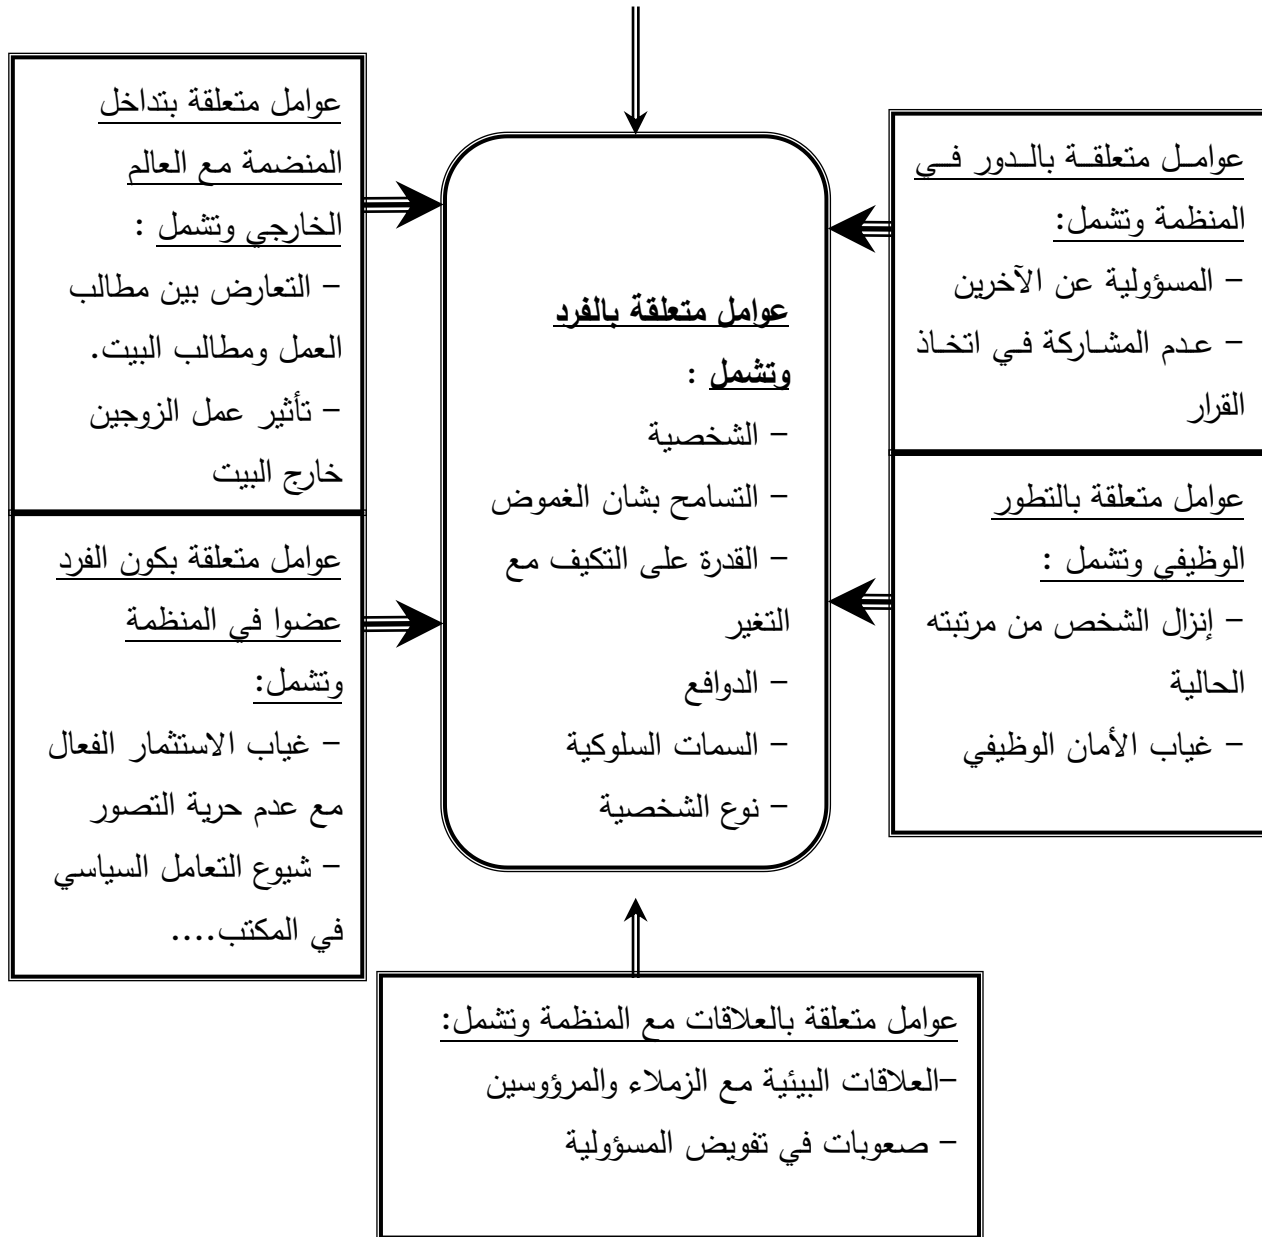 عوامل متعلقة بتداخل
المنضمة مع العالم
الخارجي وتشمل :
– التعارض بين مطالب
العمل ومطالب البيت.
– تأثير عمل الزوجين
خارج البيت
عوامل متعلقة بكون الفرد
عضوا في المنظمة
وتشمل:
– غياب الاستثمار الفعال
مع عدم حرية التصور
– شيوع التعامل السياسي
في المكتب....
عوامل متعلقة بالفرد
وتشمل :
– الشخصية
– التسامح بشان الغموض
– القدرة على التكيف مع
التغير
– الدوافع
– السمات السلوكية
– نوع الشخصية
عوامل متعلقة بالدور في
المنظمة وتشمل:
– المسؤولية عن الآخرين
– عدم المشاركة في اتخاذ
القرار
عوامل متعلقة بالتطور
الوظيفي وتشمل :
– إنزال الشخص من مرتبته
الحالية
– غياب الأمان الوظيفي
عوامل متعلقة بالعلاقات مع المنظمة وتشمل:
–العلاقات البيئية مع الزملاء والمرؤوسين
– صعوبات في تفويض المسؤولية